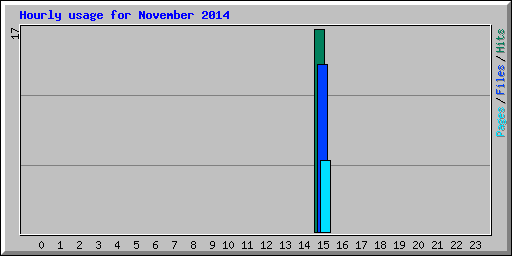 Hourly usage for November 2014
17
Pages/Files/Hits
0 1 2 3 4 5 6 7 8 9 10 11 12 13 14 15 16 17 18 19 20 21 22 23